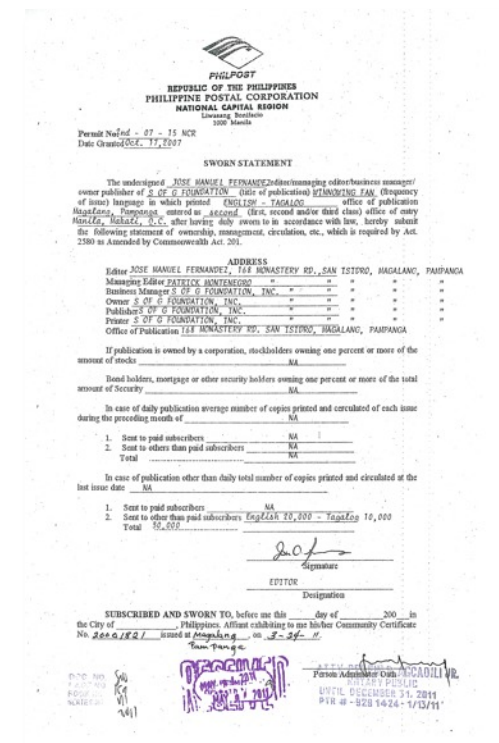 PHILPOST
REPUBLIC OF THE PHILIPPINES
PHILIPPINE POSTAL CORPORATION
NATIONAL CAPITAL REGION
Liwasang Bonifacio
1000 Manila
Permit No. 2nd - 07 - 15 NCR
Date Granted Oct. 17, 2007
SWORN STATEMENT
The undersigned JOSE MANUEL FERNANDEZ editor/managing editor/business manager/
owner publisher of S OF G FOUNDATION (title of publication) WINNOWING FAN (frequency
of issue) language in which printed ENGLISH - TAGALOG office of publication
Magalang, Pampanga entered as second (first, second and/or third class) office of entry
Manila, Makati, Q.C. after having duly sworn to in accordance with law, hereby submit
the following statement of ownership, management, circulation, etc., which is required by Act.
2580 as Amended by Commonwealth Act. 201.
ADDRESS
Editor JOSE MANUEL FERNANDEZ, 168 MONASTERY RD., SAN ISIDRO, MAGALANG, PAMPANGA
Managing Editor PATRICK MONTENEGRO " " " " "
Business Manager S OF G FOUNDATION, INC. " " " " "
Owner S OF G FOUNDATION, INC. " " " " "
Publisher S OF G FOUNDATION, INC. " " " " "
Printer S OF G FOUNDATION, INC. " " " " "
Office of Publication 168 MONASTERY RD. SAN ISIDRO, MAGALANG, PAMPANGA
If publication is owned by a corporation, stockholders owning one percent or more of the
amount of stocks NA
Bond holders, mortgage or other security holders owning one percent or more of the total
amount of Security NA
In case of daily publication average number of copies printed and cerculated of each issue
during the preceding month of NA
1. Sent to paid subscribers NA
2. Sent to others than paid subscribers NA
Total NA
In case of publication other than daily total number of copies printed and circulated at the
last issue date NA
1. Sent to paid subscribers NA
2. Sent to other than paid subscribers English 20,000 - Tagalog 10,000
Total 30,000
Signature
EDITOR
Designation
SUBSCRIBED AND SWORN TO, before me this day of 200 in
the City of , Philippines. Affiant exhibiting to me his/her Community Certificate
No. 26661821 issued at Magalang, on 3-24-11.
Pampanga
Person Administer Oath
NOTARY PUBLIC
UNTIL DECEMBER 31, 2011
PTR # - 928 1424 - 1/13/11
DOC. NO.